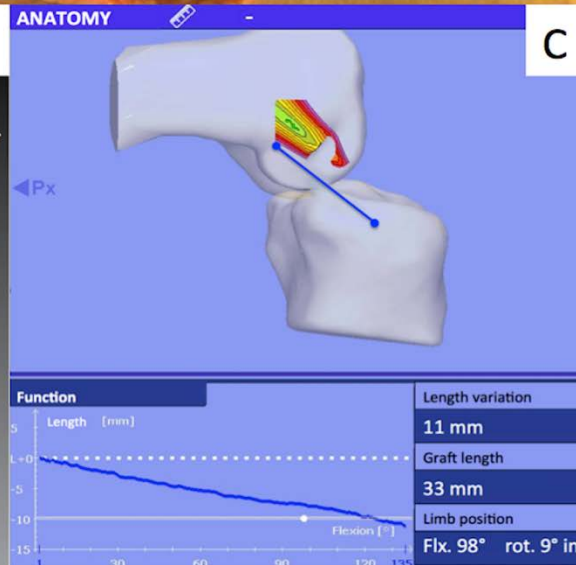 ANATOMY -
C
Px
Function
Length [mm]
5
L+0
-5
-10
Flexion [°]
-15
1 30 60 90 120 135
Length variation
11 mm
Graft length
33 mm
Limb position
Flx. 98° rot. 9° in